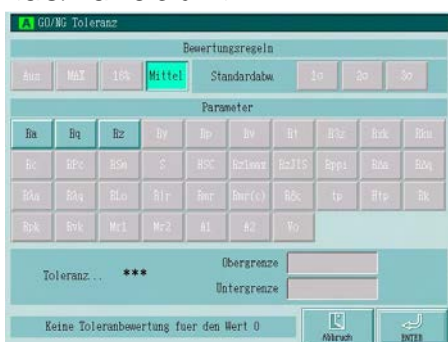 A GO/NG Toleranz
Bewertungsregeln
Aus MAX 16% Mittel Standardabw. 1σ 2σ 3σ
Parameter
Ra Rq Rz Ry Rp Rv Rt R3z Rsk Rku
Rc RPc RSm S HSC Rzlmax RzJIS Rppi RΔa RΔq
Rλa Rλq RLo Rlr Rmr Rmr(c) Rδc tp Htp Rk
Rpk Rvk Mr1 Mr2 A1 A2 Vo
Obergrenze
Toleranz.. ***
Untergrenze
Keine Toleranbewertung fuer den Wert 0
Abbruch ENTER